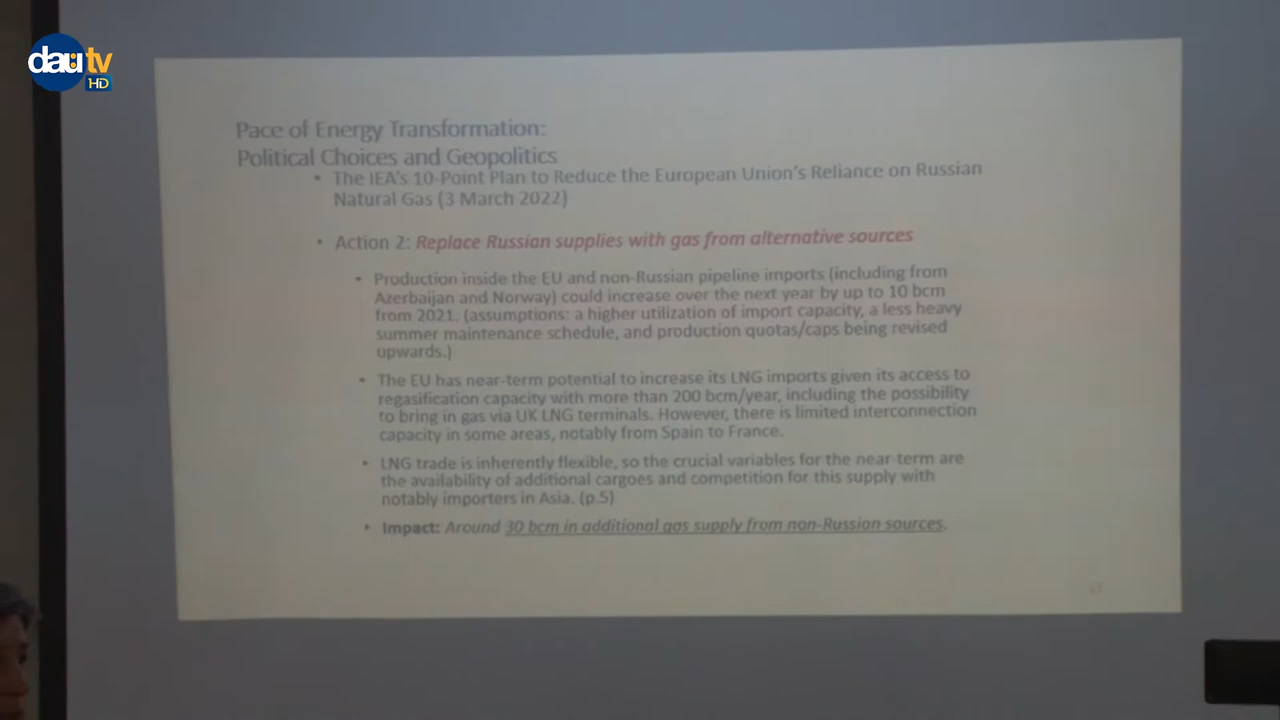 dau:tv
HD
Pace of Energy Transformation:
Political Choices and Geopolitics
• The IEA's 10-Point Plan to Reduce the European Union's Reliance on Russian
Natural Gas (3 March 2022)
• Action 2: Replace Russian supplies with gas from alternative sources
• Production inside the EU and non-Russian pipeline imports (including from
Azerbaijan and Norway) could increase over the next year by up to 10 bcm
from 2021. (assumptions: a higher utilization of import capacity, a less heavy
summer maintenance schedule, and production quotas/caps being revised
upwards.)
• The EU has near-term potential to increase its LNG imports given its access to
regasification capacity with more than 200 bcm/year, including the possibility
to bring in gas via UK LNG terminals. However, there is limited interconnection
capacity in some areas, notably from Spain to France.
• LNG trade is inherently flexible, so the crucial variables for the near-term are
the availability of additional cargoes and competition for this supply with
notably importers in Asia. (p.5)
• Impact: Around 30 bcm in additional gas supply from non-Russian sources.